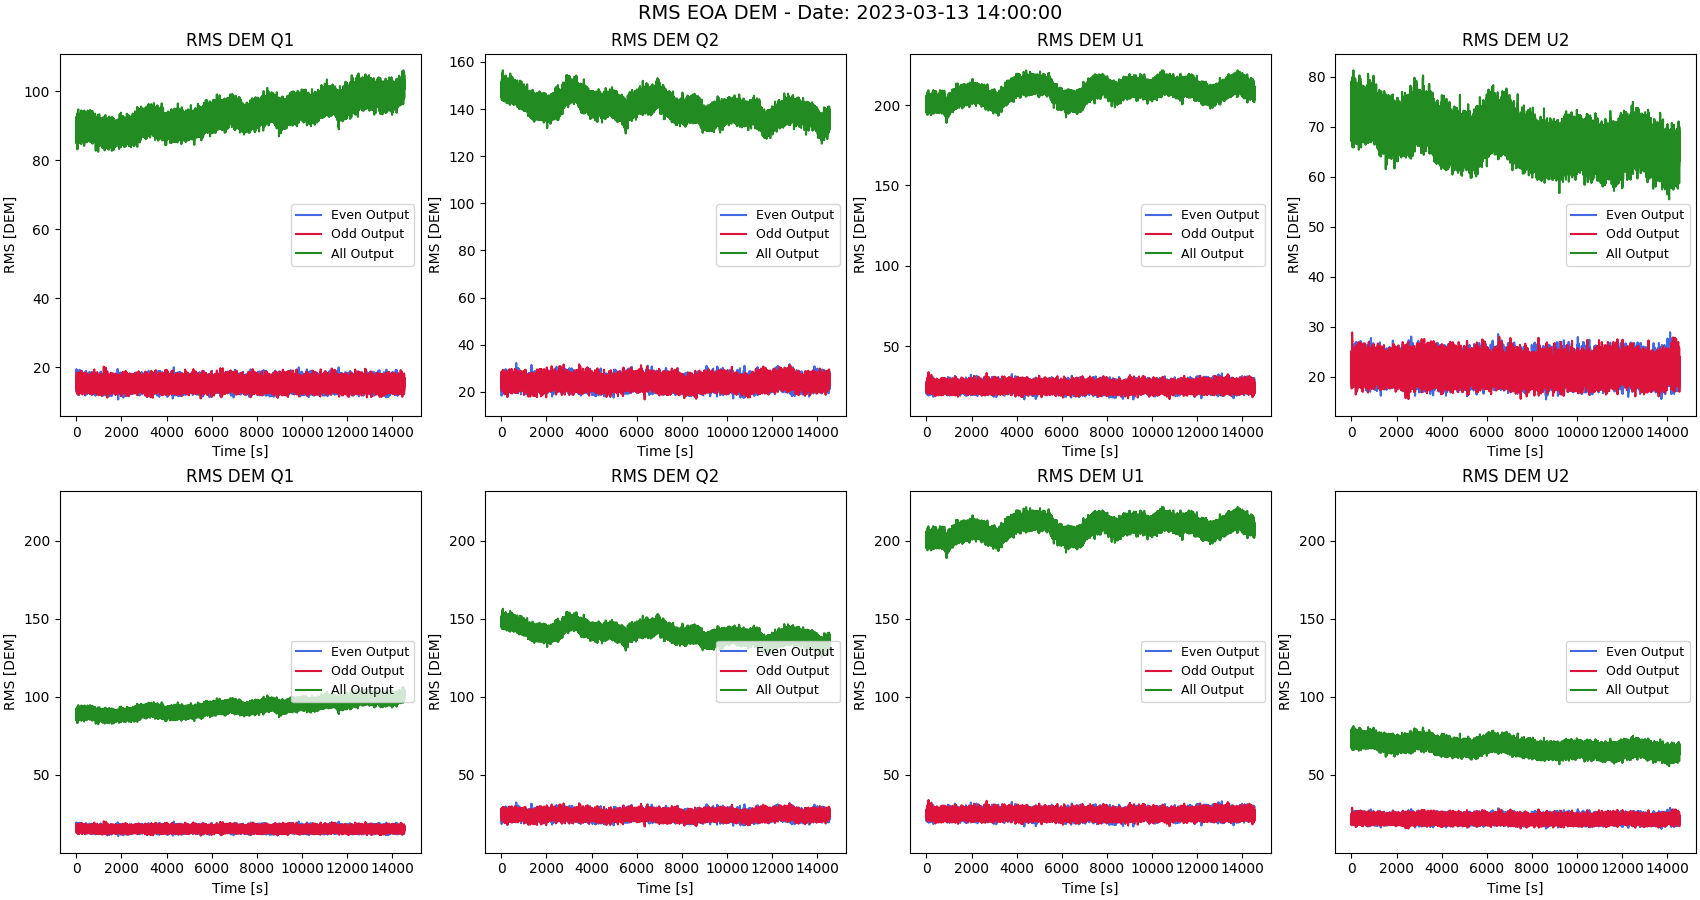 RMS EOA DEM - Date: 2023-03-13 14:00:00
RMS DEM Q1
RMS [DEM]
100
80
60
40
20
Even Output
Odd Output
All Output
0 2000 4000 6000 8000 10000 12000 14000
Time [s]
RMS DEM Q2
RMS [DEM]
160
140
120
100
80
60
40
20
Even Output
Odd Output
All Output
0 2000 4000 6000 8000 10000 12000 14000
Time [s]
RMS DEM U1
RMS [DEM]
200
150
100
50
Even Output
Odd Output
All Output
0 2000 4000 6000 8000 10000 12000 14000
Time [s]
RMS DEM U2
RMS [DEM]
80
70
60
50
40
30
20
Even Output
Odd Output
All Output
0 2000 4000 6000 8000 10000 12000 14000
Time [s]
RMS DEM Q1
RMS [DEM]
200
150
100
50
Even Output
Odd Output
All Output
0 2000 4000 6000 8000 10000 12000 14000
Time [s]
RMS DEM Q2
RMS [DEM]
200
150
100
50
Even Output
Odd Output
All Output
0 2000 4000 6000 8000 10000 12000 14000
Time [s]
RMS DEM U1
RMS [DEM]
200
150
100
50
Even Output
Odd Output
All Output
0 2000 4000 6000 8000 10000 12000 14000
Time [s]
RMS DEM U2
RMS [DEM]
200
150
100
50
Even Output
Odd Output
All Output
0 2000 4000 6000 8000 10000 12000 14000
Time [s]